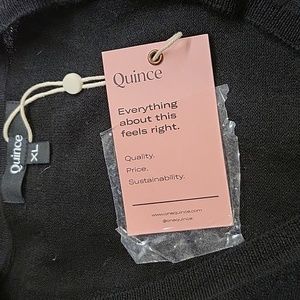 Quince
Everything
about this
feels right.
Quality.
Price.
Sustainability.
www.onequince.com
@onequince
Quince
XL